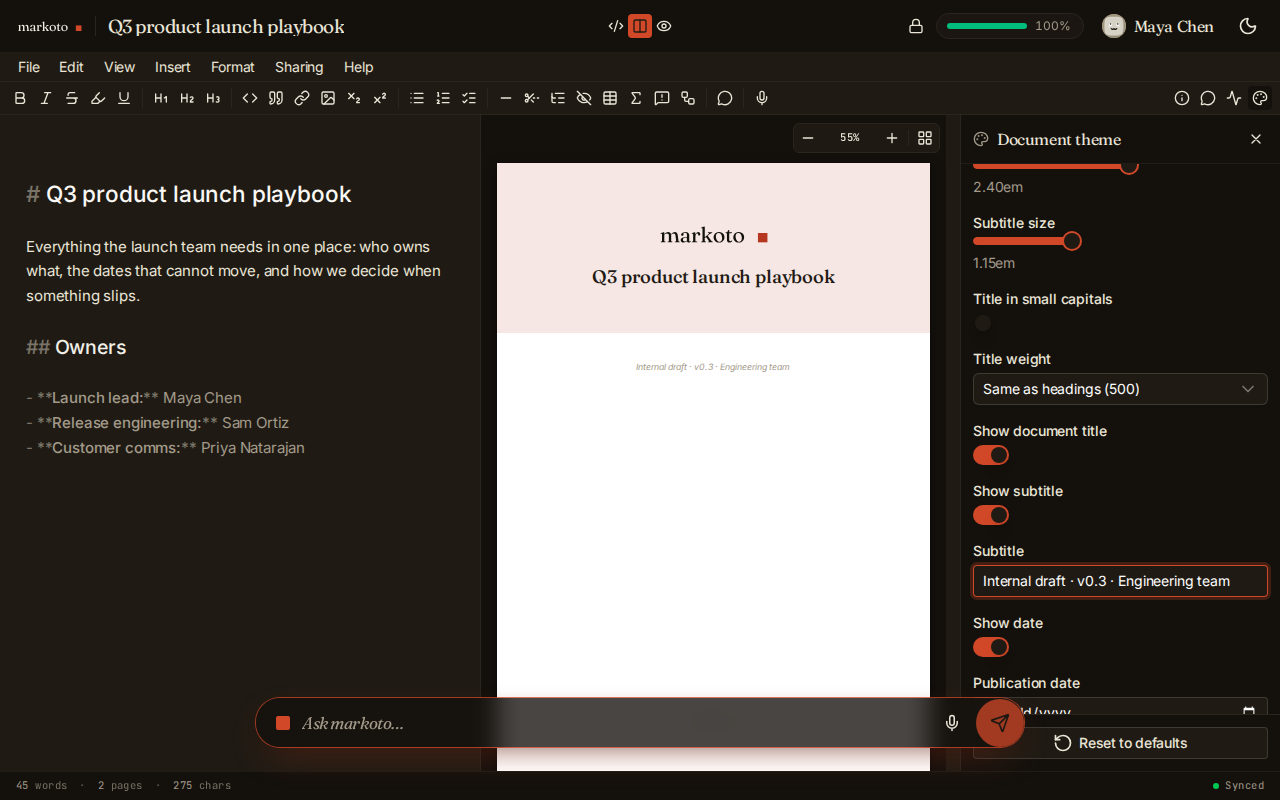 markoto
Q3 product launch playbook
100%
Maya Chen
File Edit View Insert Format Sharing Help
H1 H2 H3
55%
Document theme
# Q3 product launch playbook
Everything the launch team needs in one place: who owns
what, the dates that cannot move, and how we decide when
something slips.
## Owners
- **Launch lead:** Maya Chen
- **Release engineering:** Sam Ortiz
- **Customer comms:** Priya Natarajan
markoto
Q3 product launch playbook
Internal draft · v0.3 · Engineering team
2.40em
Subtitle size
1.15em
Title in small capitals
Title weight
Same as headings (500)
Show document title
Show subtitle
Subtitle
Internal draft · v0.3 · Engineering team
Show date
Publication date
Reset to defaults
Ask markoto…
45 words · 2 pages · 275 chars
Synced